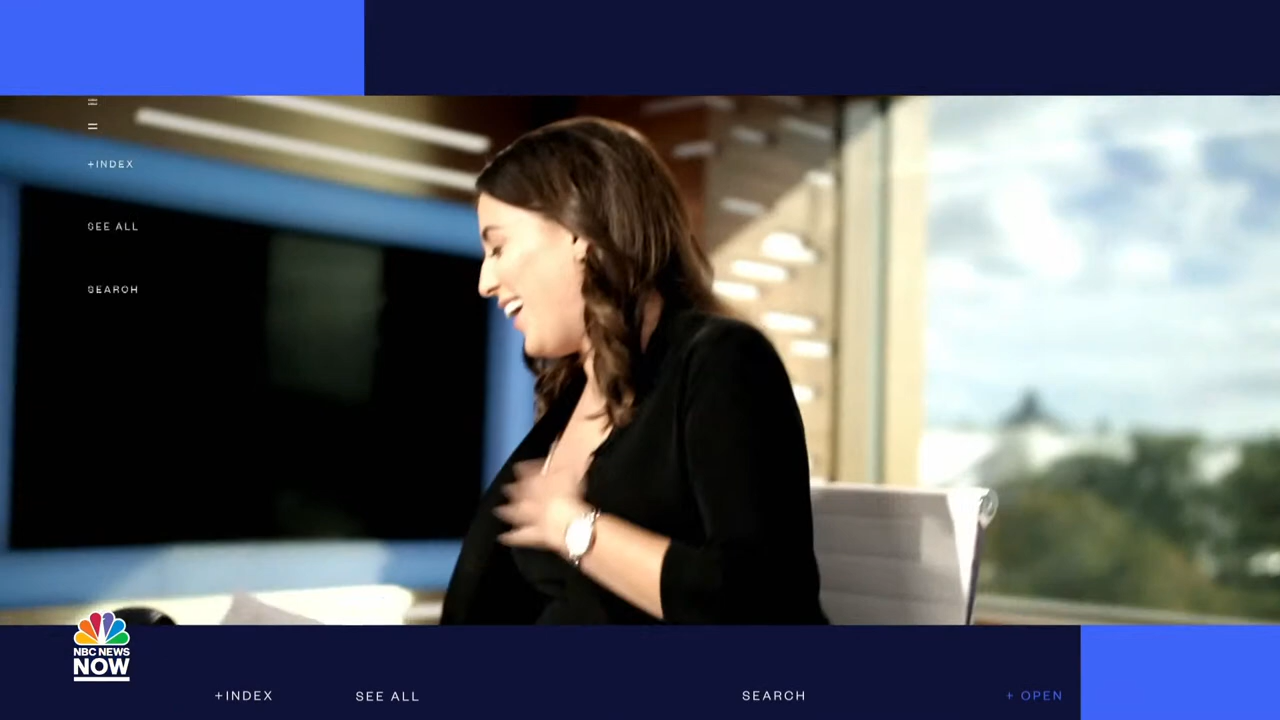 +INDEX
SEE ALL
SEARCH
NBC NEWS
NOW
+INDEX
SEE ALL
SEARCH
+ OPEN